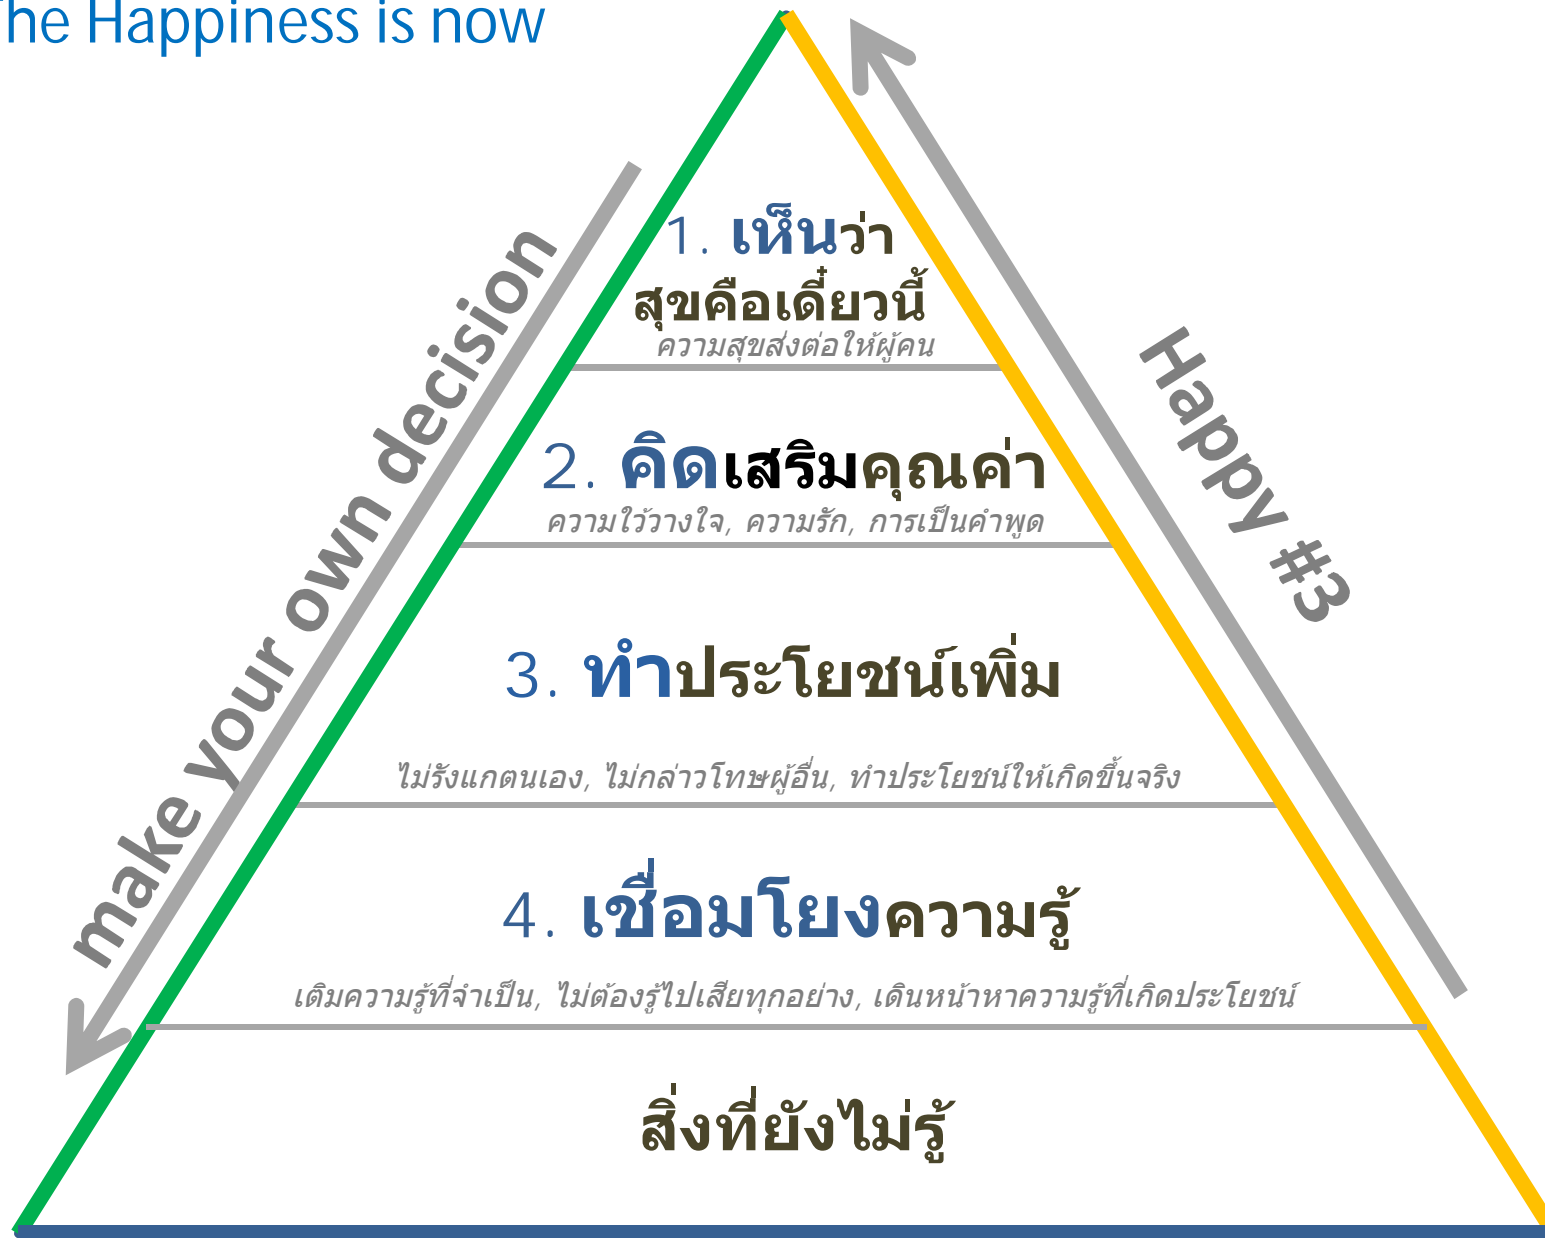 The Happiness is now
make your own decision
Happy #3
1. เห็นว่า
สุขคือเดี๋ยวนี้
ความสุขส่งต่อให้ผู้คน
2. คิดเสริมคุณค่า
ความใว้วางใจ, ความรัก, การเป็นคำพูด
3. ทำประโยชน์เพิ่ม
ไม่รังแกตนเอง, ไม่กล่าวโทษผู้อื่น, ทำประโยชน์ให้เกิดขึ้นจริง
4. เชื่อมโยงความรู้
เติมความรู้ที่จำเป็น, ไม่ต้องรู้ไปเสียทุกอย่าง, เดินหน้าหาความรู้ที่เกิดประโยชน์
สิ่งที่ยังไม่รู้